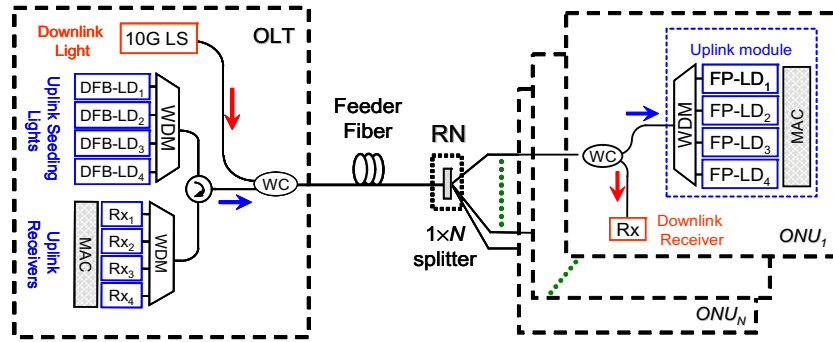 Downlink
Light
10G LS
OLT
Uplink Seeding
Lights
DFB-LD1
DFB-LD2
DFB-LD3
DFB-LD4
WDM
WC
Uplink
Receivers
MAC
Rx1
Rx2
Rx3
Rx4
WDM
Feeder
Fiber
RN
1×N
splitter
WC
Rx
Downlink
Receiver
Uplink module
WDM
FP-LD1
FP-LD2
FP-LD3
FP-LD4
MAC
ONU1
ONUN